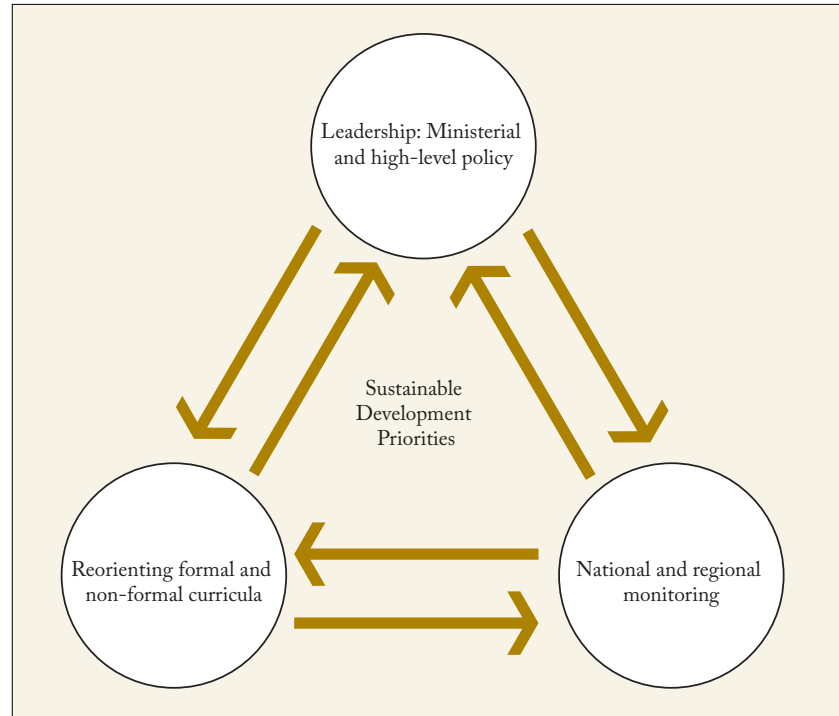 Leadership: Ministerial
and high-level policy
Sustainable
Development
Priorities
Reorienting formal and
non-formal curricula
National and regional
monitoring